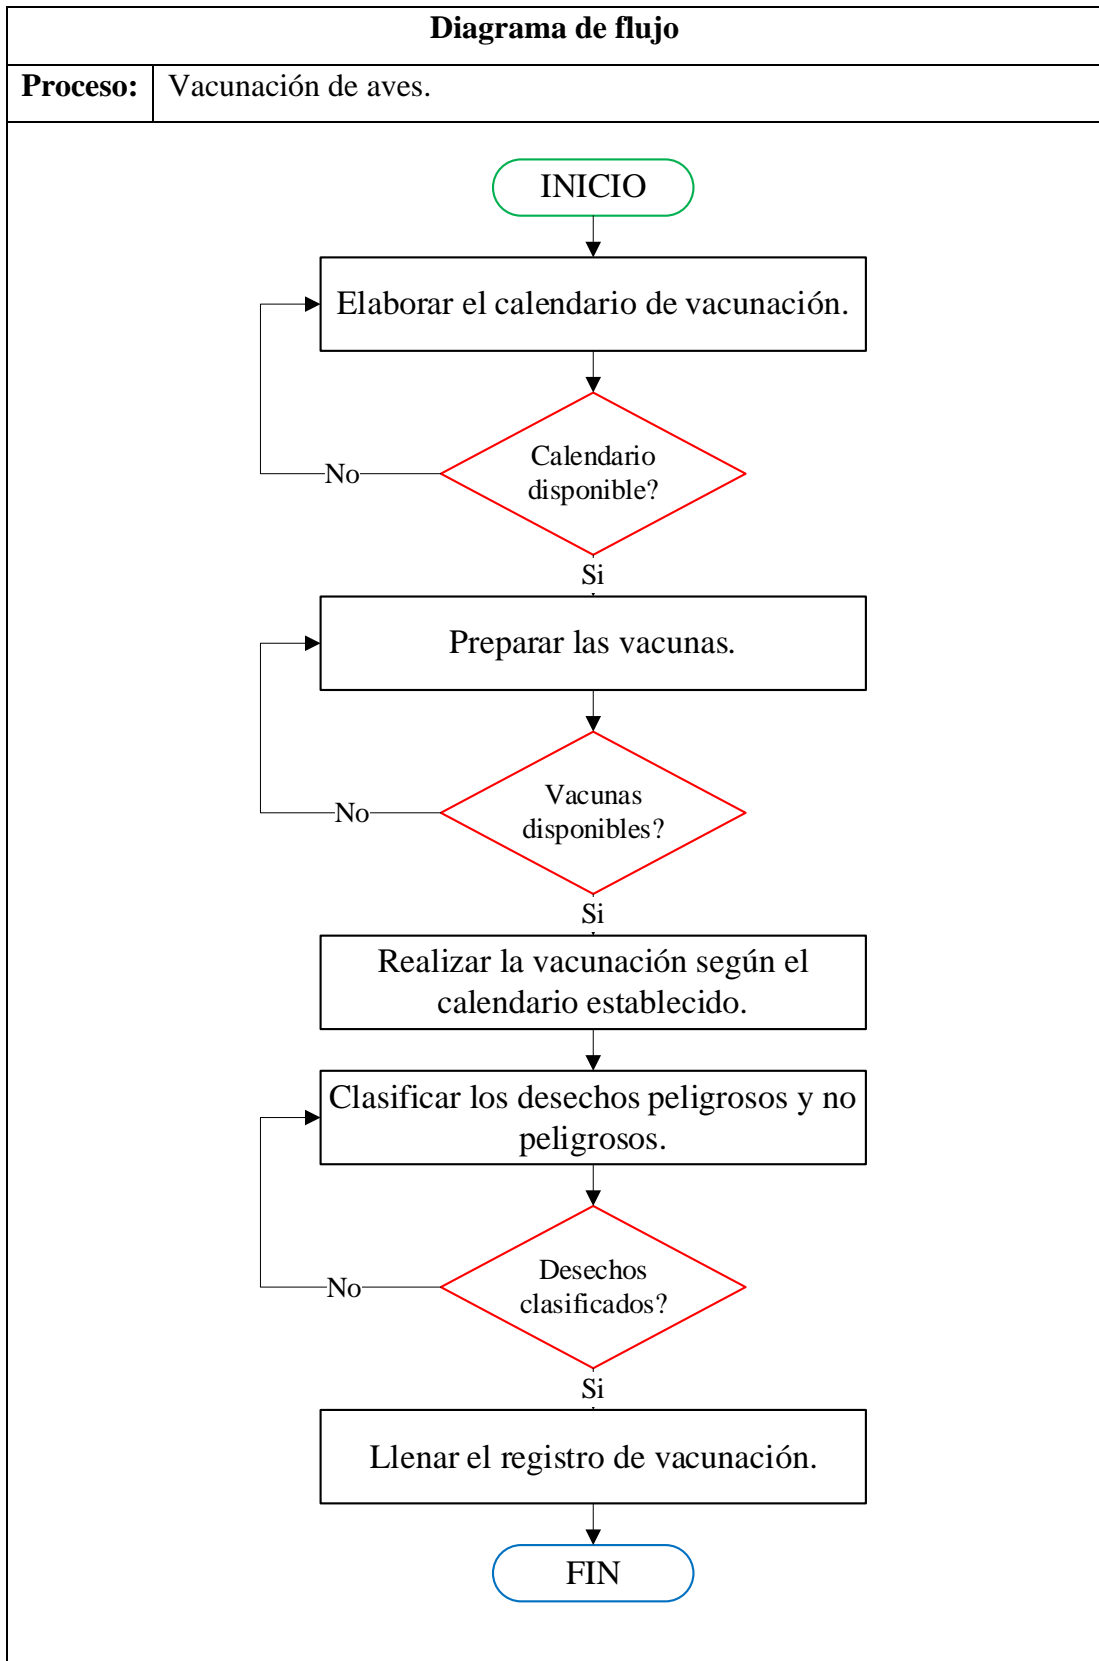 Diagrama de flujo
Proceso: Vacunación de aves.
INICIO
Elaborar el calendario de vacunación.
Calendario
disponible?
No
Si
Preparar las vacunas.
Vacunas
disponibles?
No
Si
Realizar la vacunación según el
calendario establecido.
Clasificar los desechos peligrosos y no
peligrosos.
Desechos
clasificados?
No
Si
Llenar el registro de vacunación.
FIN